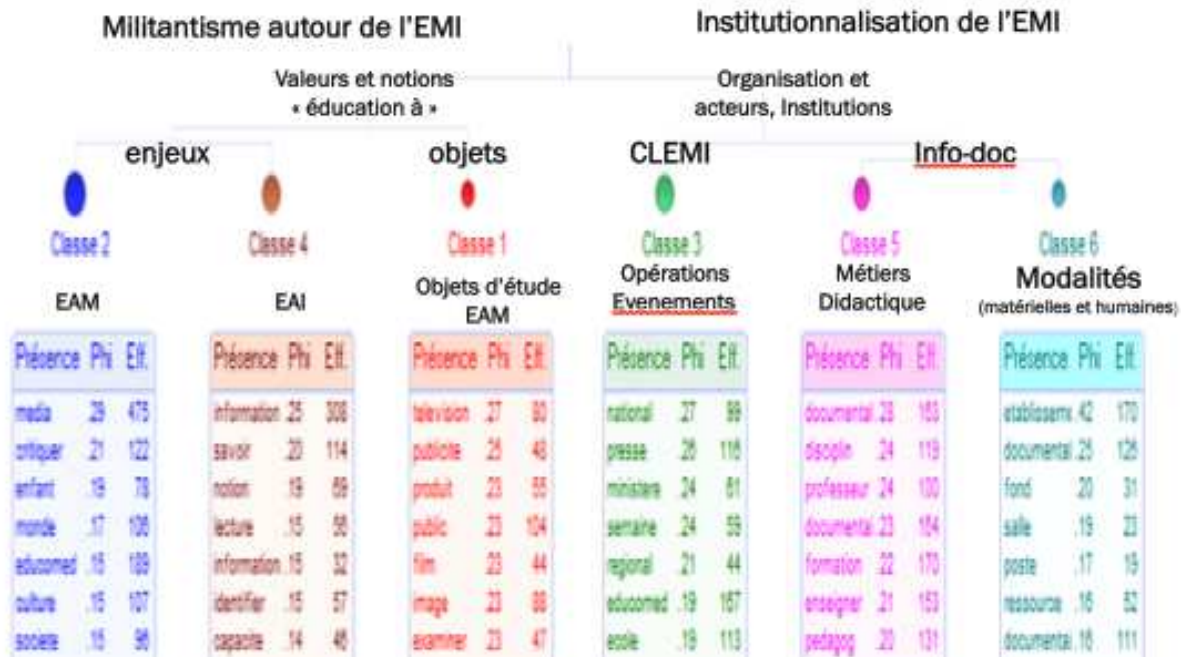 Militantisme autour de l'EMI
Institutionnalisation de l'EMI
Valeurs et notions
« éducation à »
Organisation et
acteurs, Institutions
enjeux
objets
CLEMI
Info-doc
Classe 2
Classe 4
Classe 1
Classe 3
Classe 5
Classe 6
EAM
EAI
Objets d'étude
EAM
Opérations
Evenements
Métiers
Didactique
Modalités
(matérielles et humaines)
Présence Phi Eff.
media .29 475
critiquer .21 122
enfant .19 78
monde .17 106
educomed .16 189
culture .15 107
societe .15 96
Présence Phi Eff.
information .25 308
savoir .20 114
notion .19 69
lecture .15 56
information .15 32
identifier .15 57
capacite .14 46
Présence Phi Eff.
television .27 80
publicite .25 48
produit .23 55
public .23 104
film .23 44
image .23 88
examiner .23 47
Présence Phi Eff.
national .27 99
presse .26 116
ministere .24 61
semaine .24 59
regional .21 44
educomed .19 167
ecole .19 113
Présence Phi Eff.
documental .28
disciplin .24 119
professeur .24
documental .23
formation .22 170
enseigner .21 153
pedagog .20 131
Présence Phi Eff.
etablisseme .42 170
documental .25 126
fond .20 31
salle .19 23
poste .17 19
ressource .16 52
documental .16 111